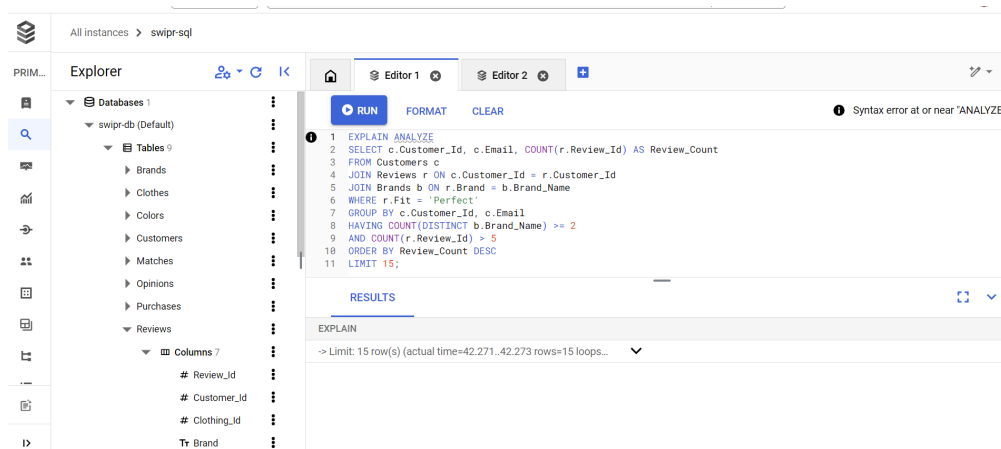 All instances > swipr-sql
PRIM...
Explorer
Databases 1
swipr-db (Default)
Tables 9
Brands
Clothes
Colors
Customers
Matches
Opinions
Purchases
Reviews
Columns 7
# Review_Id
# Customer_Id
# Clothing_Id
Tт Brand
Editor 1
Editor 2
RUN
FORMAT
CLEAR
Syntax error at or near "ANALYZE
1 EXPLAIN ANALYZE
2 SELECT c.Customer_Id, c.Email, COUNT(r.Review_Id) AS Review_Count
3 FROM Customers c
4 JOIN Reviews r ON c.Customer_Id = r.Customer_Id
5 JOIN Brands b ON r.Brand = b.Brand_Name
6 WHERE r.Fit = 'Perfect'
7 GROUP BY c.Customer_Id, c.Email
8 HAVING COUNT(DISTINCT b.Brand_Name) >= 2
9 AND COUNT(r.Review_Id) > 5
10 ORDER BY Review_Count DESC
11 LIMIT 15;
RESULTS
EXPLAIN
-> Limit: 15 row(s) (actual time=42.271..42.273 rows=15 loops...